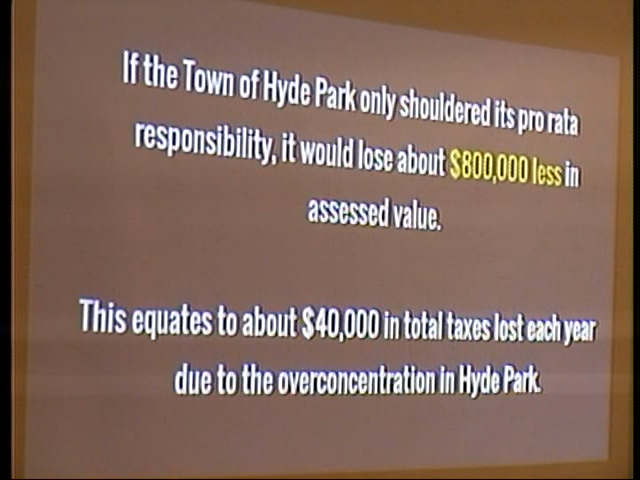 If the Town of Hyde Park only shouldered its pro rata
responsibility, it would lose about $800,000 less in
assessed value.
This equates to about $40,000 in total taxes lost each year
due to the overconcentration in Hyde Park.